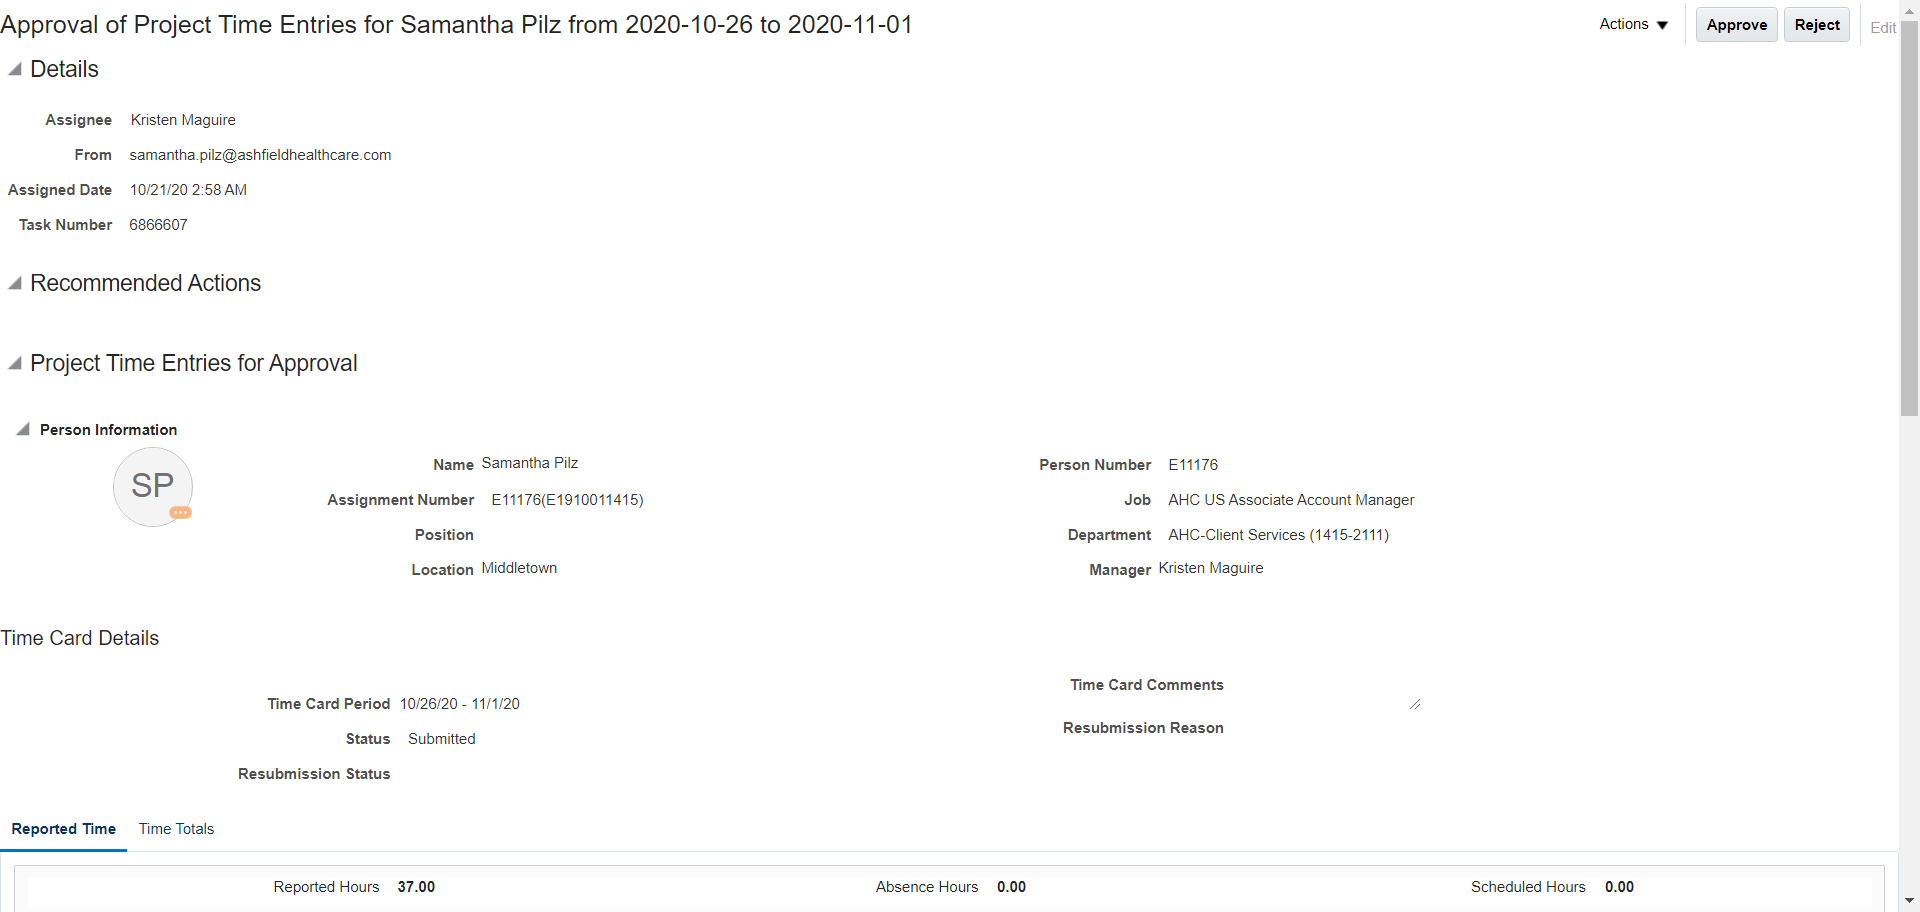 Approval of Project Time Entries for Samantha Pilz from 2020-10-26 to 2020-11-01
Actions Approve Reject Edit
Details
Assignee Kristen Maguire
From samantha.pilz@ashfieldhealthcare.com
Assigned Date 10/21/20 2:58 AM
Task Number 6866607
Recommended Actions
Project Time Entries for Approval
Person Information
SP
Name Samantha Pilz
Assignment Number E11176(E1910011415)
Position
Location Middletown
Person Number E11176
Job AHC US Associate Account Manager
Department AHC-Client Services (1415-2111)
Manager Kristen Maguire
Time Card Details
Time Card Period 10/26/20 - 11/1/20
Status Submitted
Resubmission Status
Time Card Comments
Resubmission Reason
Reported Time Time Totals
Reported Hours 37.00 Absence Hours 0.00 Scheduled Hours 0.00